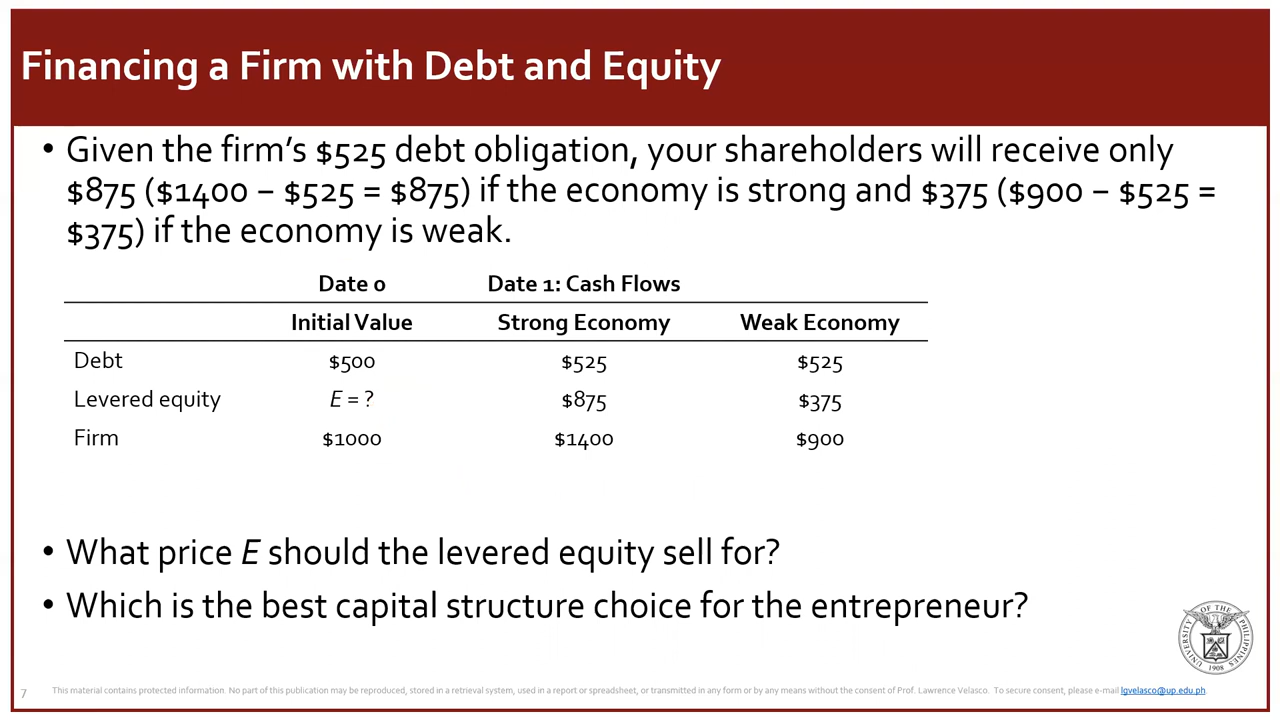 Financing a Firm with Debt and Equity
• Given the firm's $525 debt obligation, your shareholders will receive only
$875 ($1400 – $525 = $875) if the economy is strong and $375 ($900 – $525 =
$375) if the economy is weak.
Date 0 Date 1: Cash Flows
Initial Value Strong Economy Weak Economy
Debt $500 $525 $525
Levered equity E = ? $875 $375
Firm $1000 $1400 $900
• What price E should the levered equity sell for?
• Which is the best capital structure choice for the entrepreneur?
UNIVERSITY OF THE PHILIPPINES
1908
7 This material contains protected information. No part of this publication may be reproduced, stored in a retrieval system, used in a report or spreadsheet, or transmitted in any form or by any means without the consent of Prof. Lawrence Velasco. To secure consent, please e-mail lgvelasco@up.edu.ph.